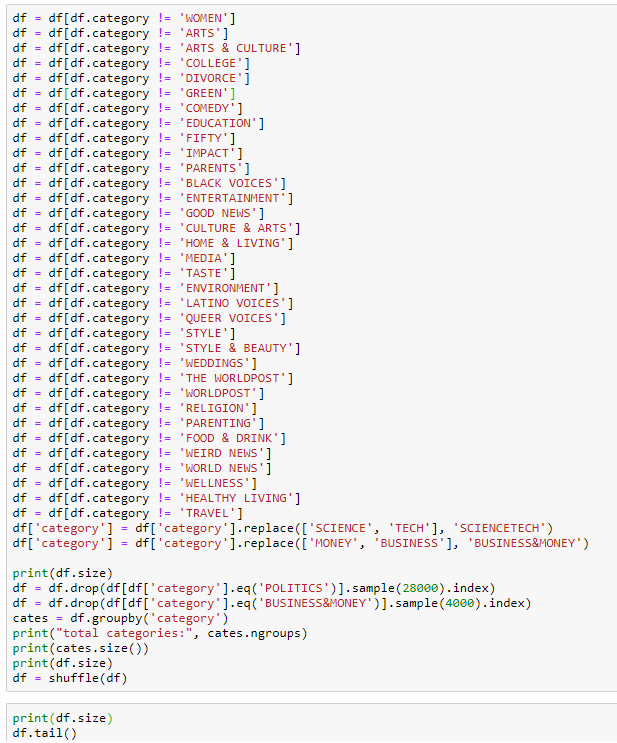 df = df[df.category != 'WOMEN']
df = df[df.category != 'ARTS']
df = df[df.category != 'ARTS & CULTURE']
df = df[df.category != 'COLLEGE']
df = df[df.category != 'DIVORCE']
df = df[df.category != 'GREEN']
df = df[df.category != 'COMEDY']
df = df[df.category != 'EDUCATION']
df = df[df.category != 'FIFTY']
df = df[df.category != 'IMPACT']
df = df[df.category != 'PARENTS']
df = df[df.category != 'BLACK VOICES']
df = df[df.category != 'ENTERTAINMENT']
df = df[df.category != 'GOOD NEWS']
df = df[df.category != 'CULTURE & ARTS']
df = df[df.category != 'HOME & LIVING']
df = df[df.category != 'MEDIA']
df = df[df.category != 'TASTE']
df = df[df.category != 'ENVIRONMENT']
df = df[df.category != 'LATINO VOICES']
df = df[df.category != 'QUEER VOICES']
df = df[df.category != 'STYLE']
df = df[df.category != 'STYLE & BEAUTY']
df = df[df.category != 'WEDDINGS']
df = df[df.category != 'THE WORLDPOST']
df = df[df.category != 'WORLDPOST']
df = df[df.category != 'RELIGION']
df = df[df.category != 'PARENTING']
df = df[df.category != 'FOOD & DRINK']
df = df[df.category != 'WEIRD NEWS']
df = df[df.category != 'WORLD NEWS']
df = df[df.category != 'WELLNESS']
df = df[df.category != 'HEALTHY LIVING']
df = df[df.category != 'TRAVEL']
df['category'] = df['category'].replace(['SCIENCE', 'TECH'], 'SCIENCETECH')
df['category'] = df['category'].replace(['MONEY', 'BUSINESS'], 'BUSINESS&MONEY')
print(df.size)
df = df.drop(df[df['category'].eq('POLITICS')].sample(28000).index)
df = df.drop(df[df['category'].eq('BUSINESS&MONEY')].sample(4000).index)
cates = df.groupby('category')
print("total categories:", cates.ngroups)
print(cates.size())
print(df.size)
df = shuffle(df)
print(df.size)
df.tail()